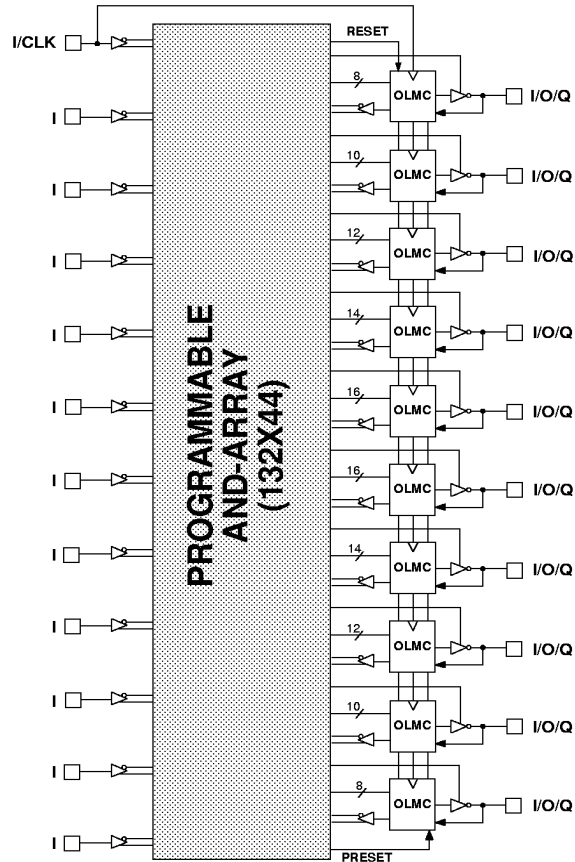 RESET
I/CLK
8
OLMC
I/O/Q
I
10
OLMC
I/O/Q
I
12
OLMC
I/O/Q
I
14
OLMC
I/O/Q
I
16
OLMC
I/O/Q
I
PROGRAMMABLE
AND-ARRAY
(132X44)
16
OLMC
I/O/Q
I
14
OLMC
I/O/Q
I
12
OLMC
I/O/Q
I
10
OLMC
I/O/Q
I
8
OLMC
I/O/Q
I
I
PRESET